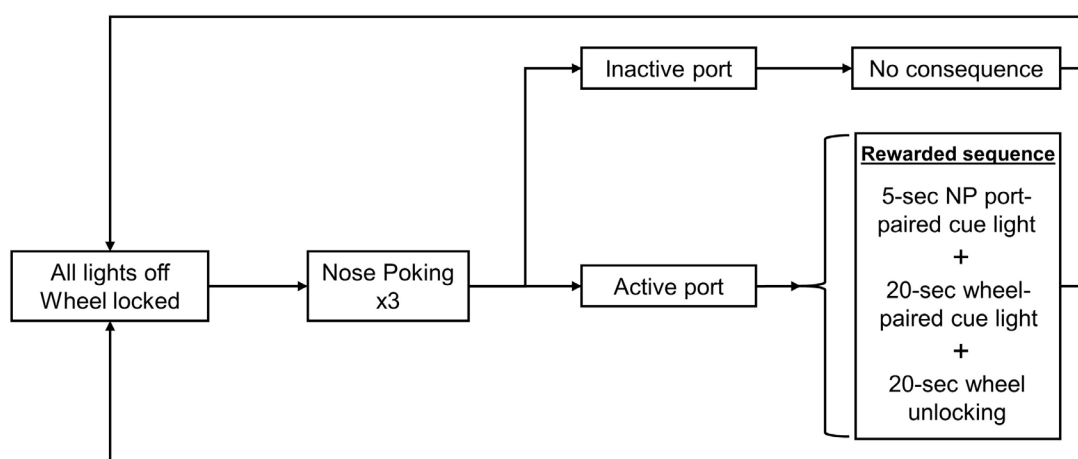 Inactive port
No consequence
All lights off
Wheel locked
Nose Poking
x3
Active port
Rewarded sequence
5-sec NP port-
paired cue light
+
20-sec wheel-
paired cue light
+
20-sec wheel
unlocking